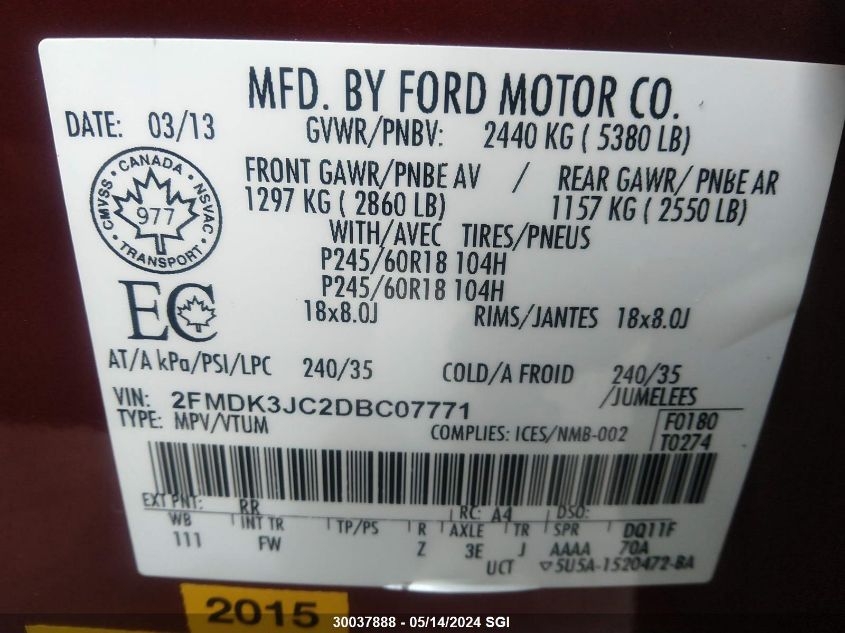 MFD. BY FORD MOTOR CO.
DATE: 03/13 GVWR/PNBV: 2440 KG ( 5380 LB)
FRONT GAWR/PNBE AV / REAR GAWR/ PNBE AR
1297 KG ( 2860 LB) 1157 KG ( 2550 LB)
WITH/AVEC TIRES/PNEUS
P245/60R18 104H
P245/60R18 104H
18x8.0J RIMS/JANTES 18x8.0J
CANADA
CMVSS NSVAC
977
TRANSPORT
EC
AT/A kPa/PSI/LPC 240/35 COLD/A FROID 240/35
/JUMELEES
VIN: 2FMDK3JC2DBC07771
TYPE: MPV/VTUM
COMPLIES: ICES/NMB-002
F0180
T0274
EXT PNT: RR RC: A4 DSO:
WB INT TR TP/PS R AXLE TR SPR DQ11F
111 FW Z 3E J AAAA 70A
UCT 5U5A-1520472-BA
2015
30037888 - 05/14/2024 SGI